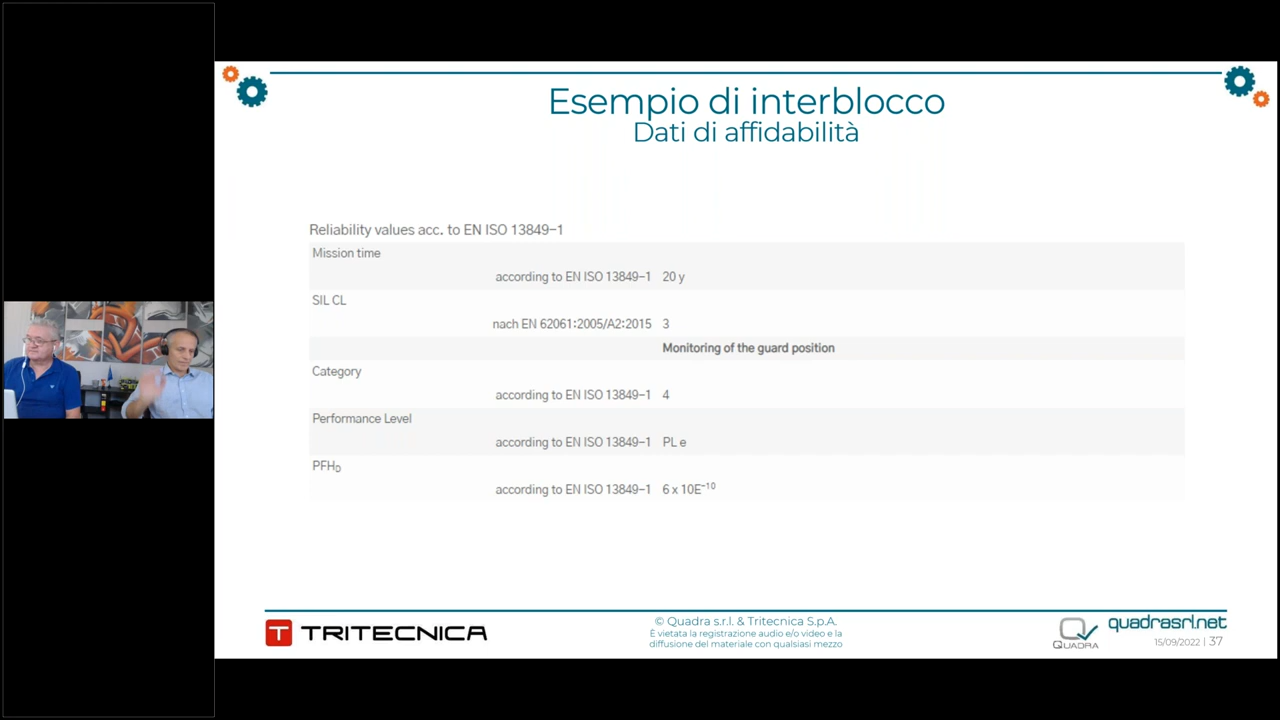 Esempio di interblocco
Dati di affidabilità
Reliability values acc. to EN ISO 13849-1
Mission time
according to EN ISO 13849-1 20 y
SIL CL
nach EN 62061:2005/A2:2015 3
Monitoring of the guard position
Category
according to EN ISO 13849-1 4
Performance Level
according to EN ISO 13849-1 PL e
PFHD
according to EN ISO 13849-1 6 x 10E⁻¹⁰
T TRITECNICA
© Quadra s.r.l. & Tritecnica S.p.A.
È vietata la registrazione audio e/o video e la
diffusione del materiale con qualsiasi mezzo
QUADRA
quadrasrl.net
15/09/2022 | 37